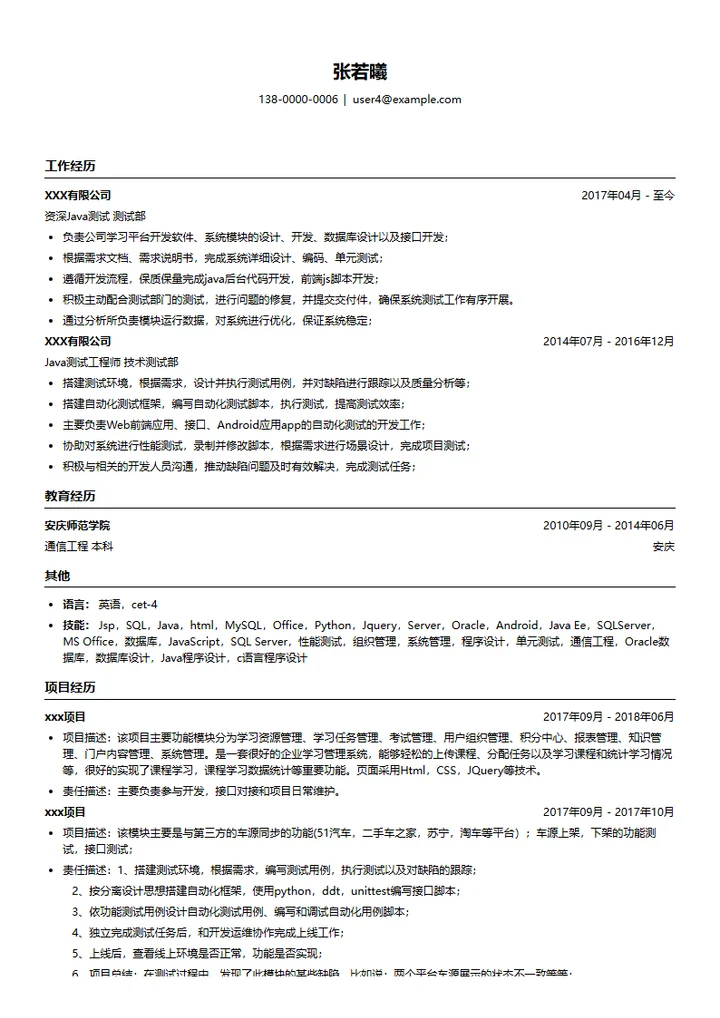 张若曦
138-0000-0006 | user4@example.com
工作经历
XXX有限公司 2017年04月 - 至今
资深Java测试 测试部
• 负责公司学习平台开发软件、系统模块的设计、开发、数据库设计以及接口开发；
• 根据需求文档、需求说明书，完成系统详细设计、编码、单元测试；
• 遵循开发流程，保质保量完成java后台代码开发，前端js脚本开发；
• 积极主动配合测试部门的测试，进行问题的修复，并提交交付件，确保系统测试工作有序开展。
• 通过分析所负责模块运行数据，对系统进行优化，保证系统稳定；
XXX有限公司 2014年07月 - 2016年12月
Java测试工程师 技术测试部
• 搭建测试环境，根据需求，设计并执行测试用例，并对缺陷进行跟踪以及质量分析等；
• 搭建自动化测试框架，编写自动化测试脚本，执行测试，提高测试效率；
• 主要负责Web前端应用、接口、Android应用app的自动化测试的开发工作；
• 协助对系统进行性能测试，录制并修改脚本，根据需求进行场景设计，完成项目测试；
• 积极与相关的开发人员沟通，推动缺陷问题及时有效解决，完成测试任务；
教育经历
安庆师范学院 2010年09月 - 2014年06月
通信工程 本科 安庆
其他
• 语言： 英语，cet-4
• 技能： Jsp，SQL，Java，html，MySQL，Office，Python，Jquery，Server，Oracle，Android，Java Ee，SQLServer，
MS Office，数据库，JavaScript，SQL Server，性能测试，组织管理，系统管理，程序设计，单元测试，通信工程，Oracle数
据库，数据库设计，Java程序设计，c语言程序设计
项目经历
xxx项目 2017年09月 - 2018年06月
• 项目描述：该项目主要功能模块分为学习资源管理、学习任务管理、考试管理、用户组织管理、积分中心、报表管理、知识管
理、门户内容管理、系统管理。是一套很好的企业学习管理系统，能够轻松的上传课程、分配任务以及学习课程和统计学习情况
等，很好的实现了课程学习，课程学习数据统计等重要功能。页面采用Html，CSS，JQuery等技术。
• 责任描述：主要负责参与开发，接口对接和项目日常维护。
xxx项目 2017年09月 - 2017年10月
• 项目描述：该模块主要是与第三方的车源同步的功能(51汽车，二手车之家，苏宁，淘车等平台）；车源上架，下架的功能测
试，接口测试；
• 责任描述：1、搭建测试环境，根据需求，编写测试用例，执行测试以及对缺陷的跟踪；
2、按分离设计思想搭建自动化框架，使用python，ddt，unittest编写接口脚本；
3、依功能测试用例设计自动化测试用例、编写和调试自动化用例脚本；
4、独立完成测试任务后，和开发运维协作完成上线工作；
5、上线后，查看线上环境是否正常，功能是否实现；
6、项目总结：在测试过程中，发现了此模块的某些缺陷，比如说：两个平台车源展示的状态不一致等等；